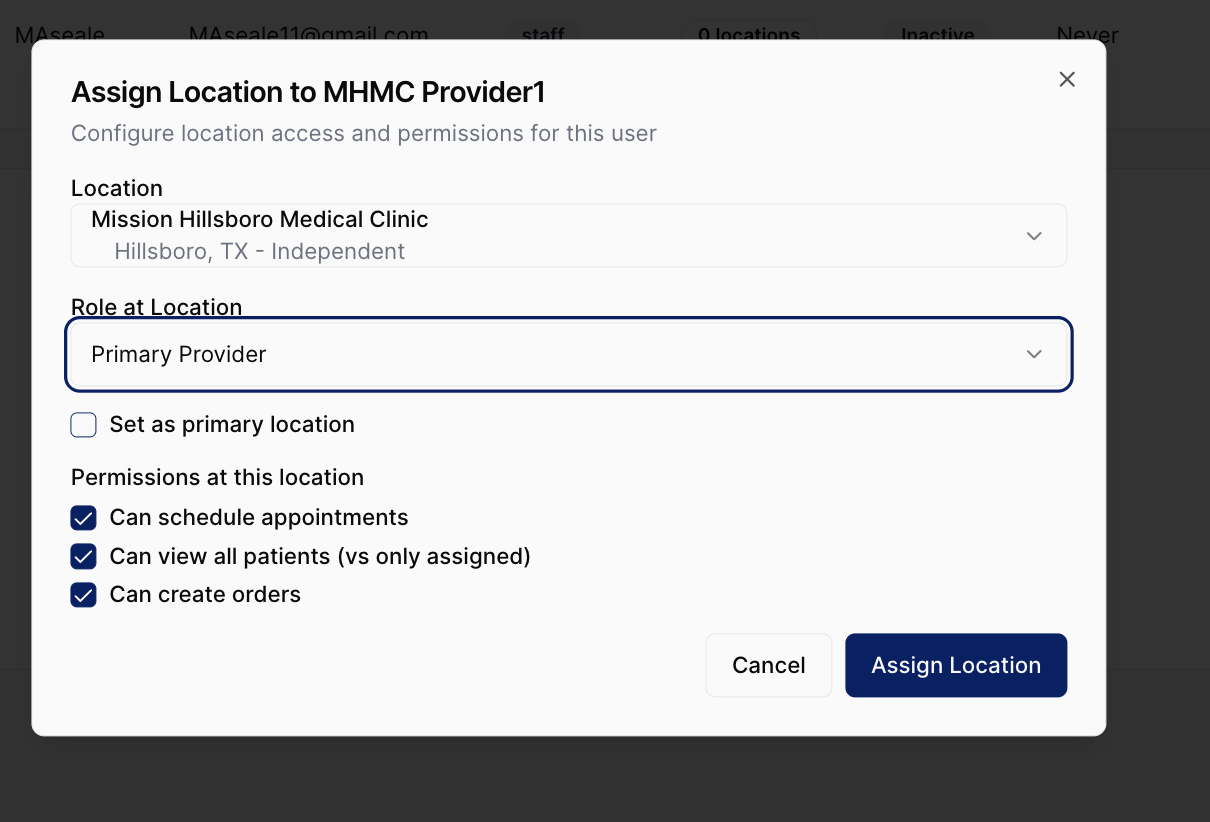 MAseale MAseale11@gmail.com staff 0 locations Inactive Never
Assign Location to MHMC Provider1
Configure location access and permissions for this user
Location
Mission Hillsboro Medical Clinic
Hillsboro, TX - Independent
Role at Location
Primary Provider
Set as primary location
Permissions at this location
Can schedule appointments
Can view all patients (vs only assigned)
Can create orders
Cancel Assign Location